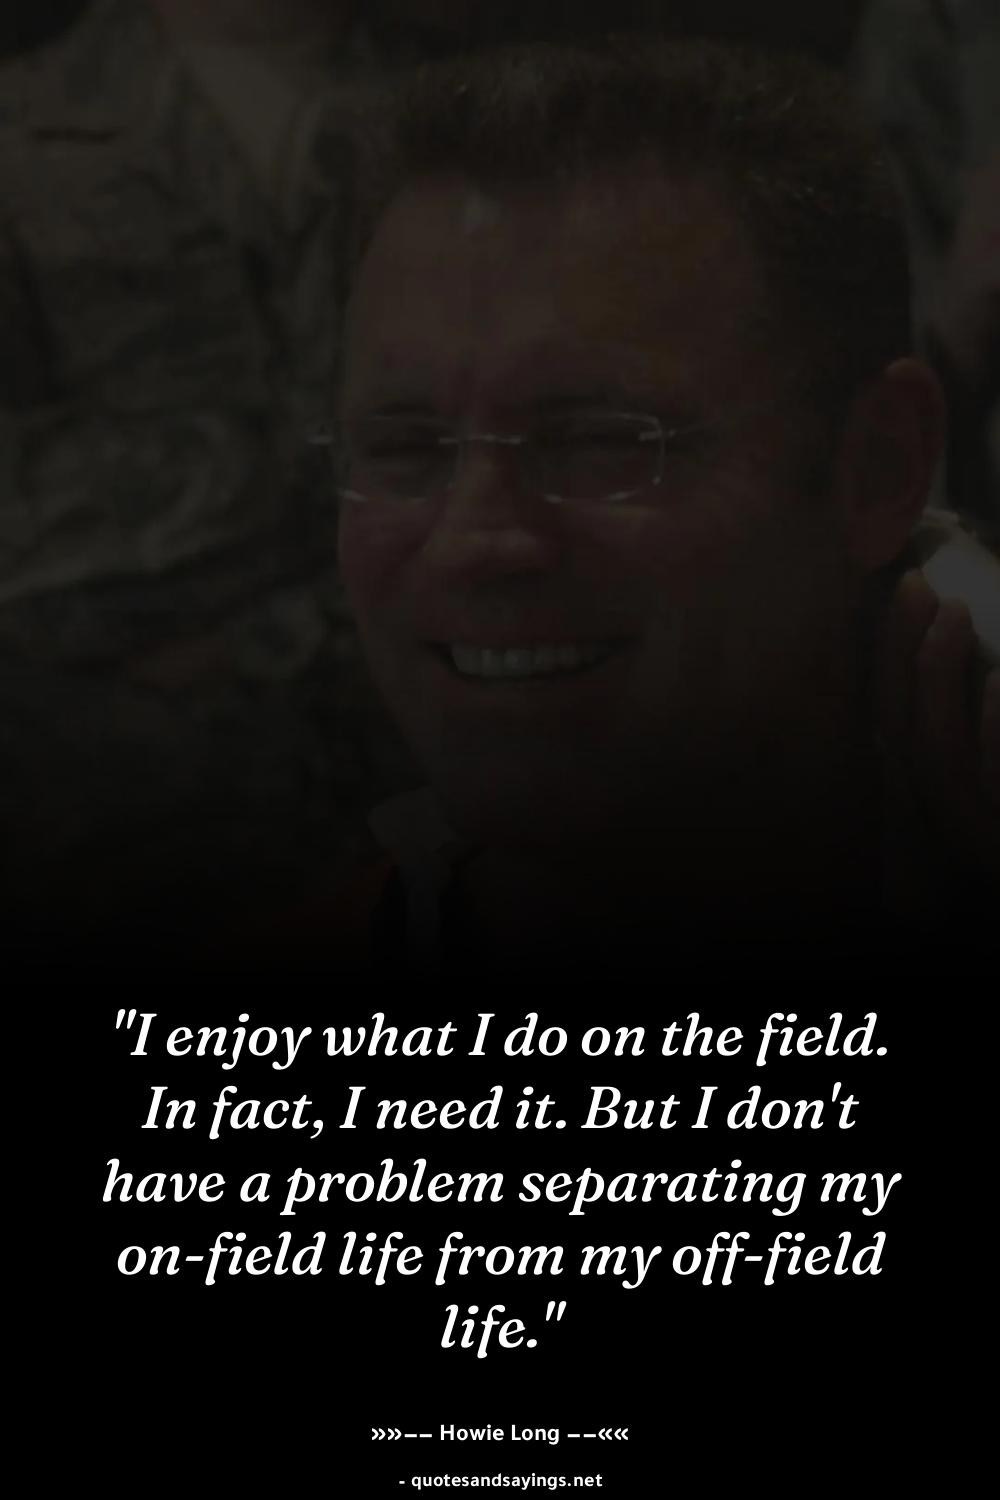 "I enjoy what I do on the field.
In fact, I need it. But I don't
have a problem separating my
on-field life from my off-field
life."
»»−− Howie Long −−««
- quotesandsayings.net